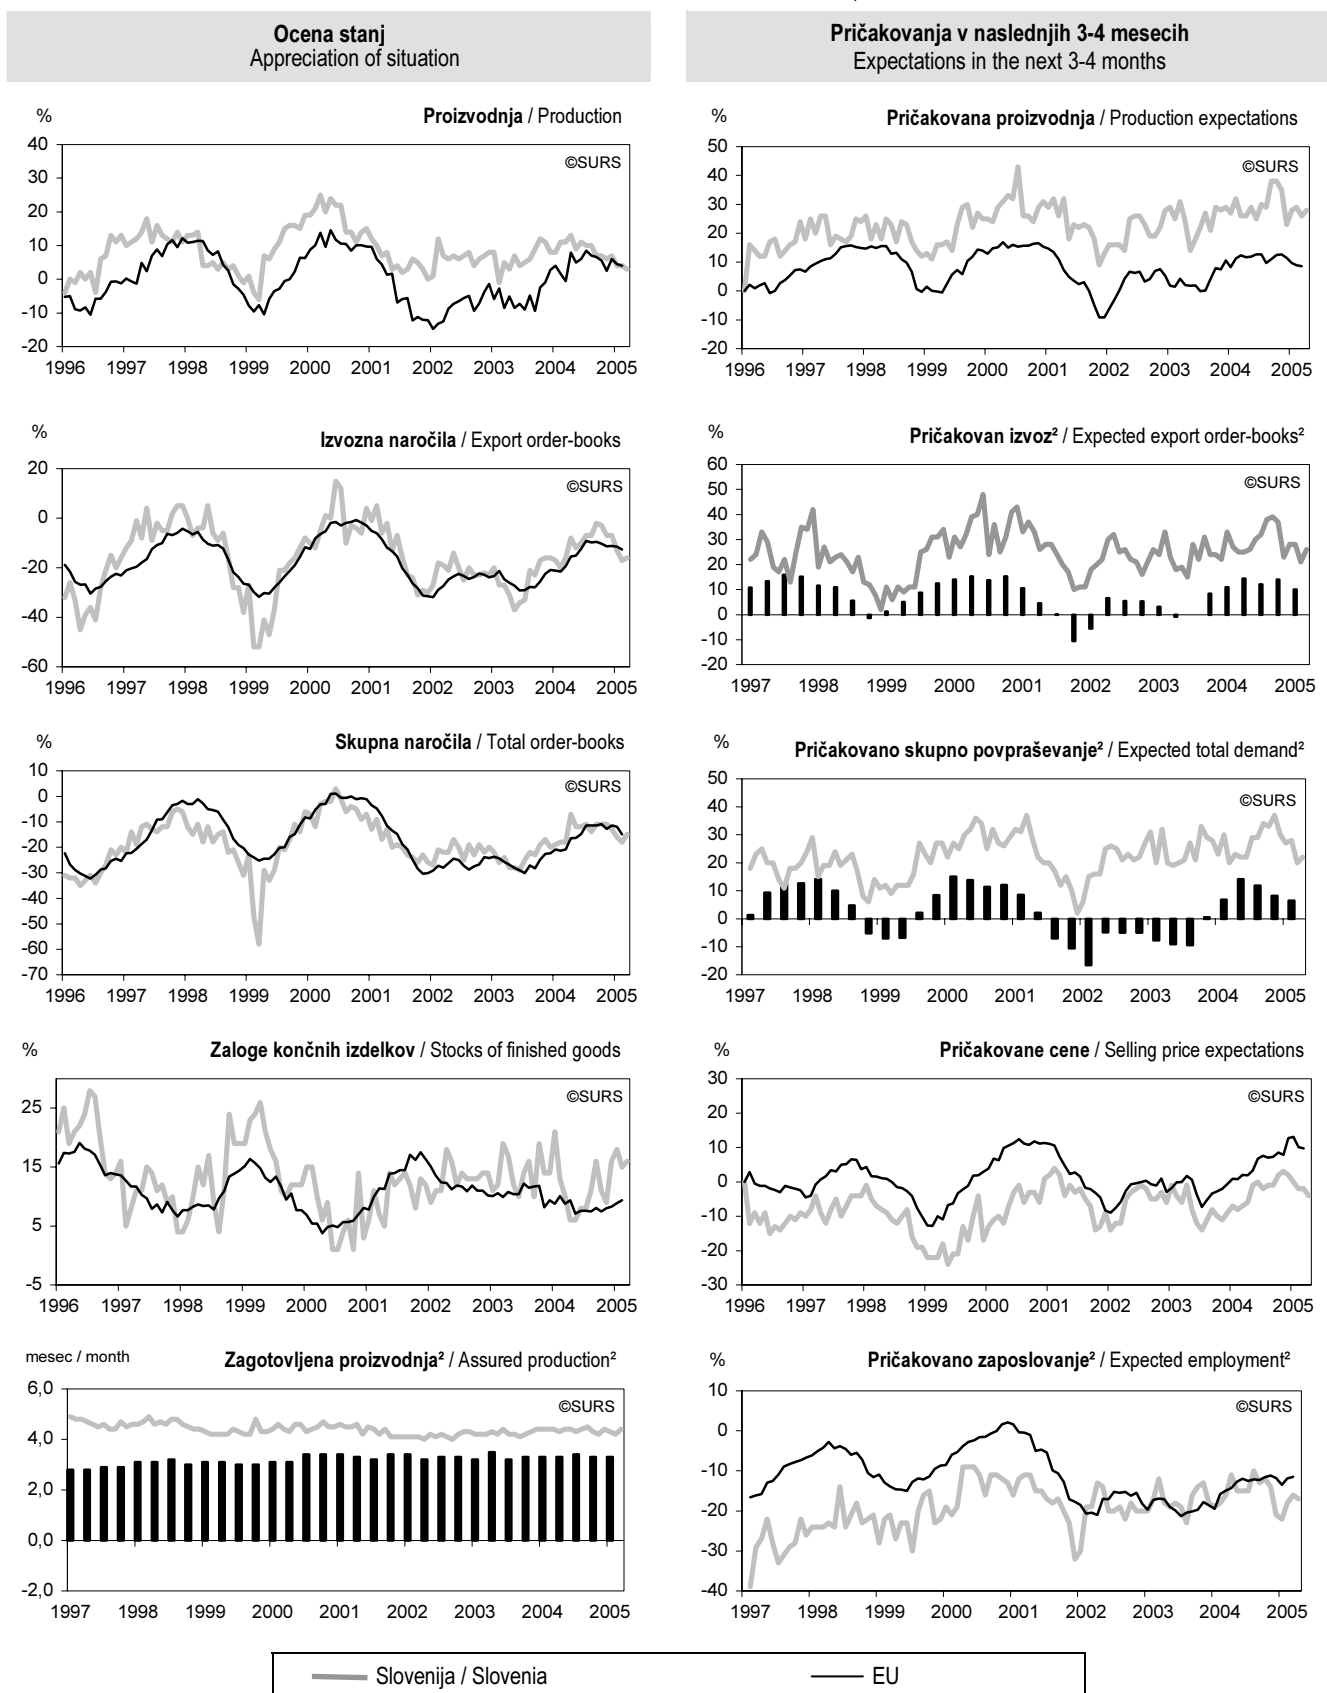 Ocena stanj
Appreciation of situation
Pričakovanja v naslednjih 3-4 mesecih
Expectations in the next 3-4 months
%
Proizvodnja / Production
©SURS
40
30
20
10
0
-10
-20
1996 1997 1998 1999 2000 2001 2002 2003 2004 2005
%
Pričakovana proizvodnja / Production expectations
©SURS
50
40
30
20
10
0
-10
-20
1996 1997 1998 1999 2000 2001 2002 2003 2004 2005
%
Izvozna naročila / Export order-books
©SURS
20
0
-20
-40
-60
1996 1997 1998 1999 2000 2001 2002 2003 2004 2005
%
Pričakovan izvoz² / Expected export order-books²
©SURS
60
50
40
30
20
10
0
-10
-20
1997 1998 1999 2000 2001 2002 2003 2004 2005
%
Skupna naročila / Total order-books
©SURS
10
0
-10
-20
-30
-40
-50
-60
-70
1996 1997 1998 1999 2000 2001 2002 2003 2004 2005
%
Pričakovano skupno povpraševanje² / Expected total demand²
©SURS
50
40
30
20
10
0
-10
-20
1997 1998 1999 2000 2001 2002 2003 2004 2005
%
Zaloge končnih izdelkov / Stocks of finished goods
©SURS
25
15
5
-5
1996 1997 1998 1999 2000 2001 2002 2003 2004 2005
%
Pričakovane cene / Selling price expectations
©SURS
30
20
10
0
-10
-20
-30
1996 1997 1998 1999 2000 2001 2002 2003 2004 2005
mesec / month
Zagotovljena proizvodnja² / Assured production²
©SURS
6,0
4,0
2,0
0,0
-2,0
1997 1998 1999 2000 2001 2002 2003 2004 2005
%
Pričakovano zaposlovanje² / Expected employment²
©SURS
10
0
-10
-20
-30
-40
1997 1998 1999 2000 2001 2002 2003 2004 2005
Slovenija / Slovenia
EU